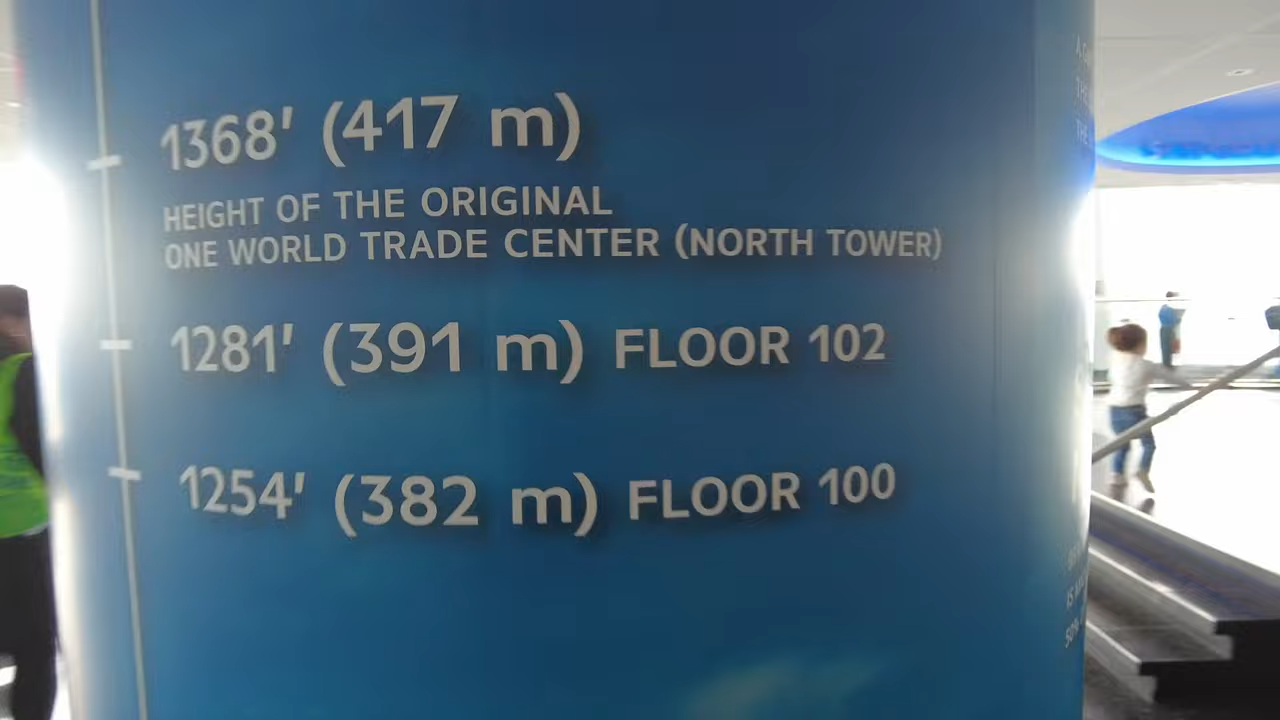 1368' (417 m)
HEIGHT OF THE ORIGINAL
ONE WORLD TRADE CENTER (NORTH TOWER)
1281' (391 m) FLOOR 102
1254' (382 m) FLOOR 100